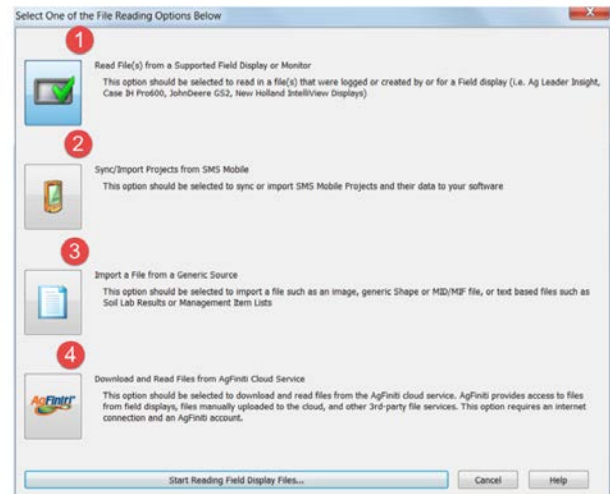 Select One of the File Reading Options Below
1
Read File(s) from a Supported Field Display or Monitor
This option should be selected to read in a file(s) that were logged or created by or for a Field display (i.e. Ag Leader Insight,
Case IH Pro600, JohnDeere GS2, New Holland IntelliView Displays)
2
Sync/Import Projects from SMS Mobile
This option should be selected to sync or import SMS Mobile Projects and their data to your software
3
Import a File from a Generic Source
This option should be selected to import a file such as an image, generic Shape or MID/MIF file, or text based files such as
Soil Lab Results or Management Item Lists
4
Download and Read Files from AgFiniti Cloud Service
AgFiniti
This option should be selected to download and read files from the AgFiniti cloud service. AgFiniti provides access to files
from field displays, files manually uploaded to the cloud, and other 3rd-party file services. This option requires an internet
connection and an AgFiniti account.
Start Reading Field Display Files...
Cancel
Help